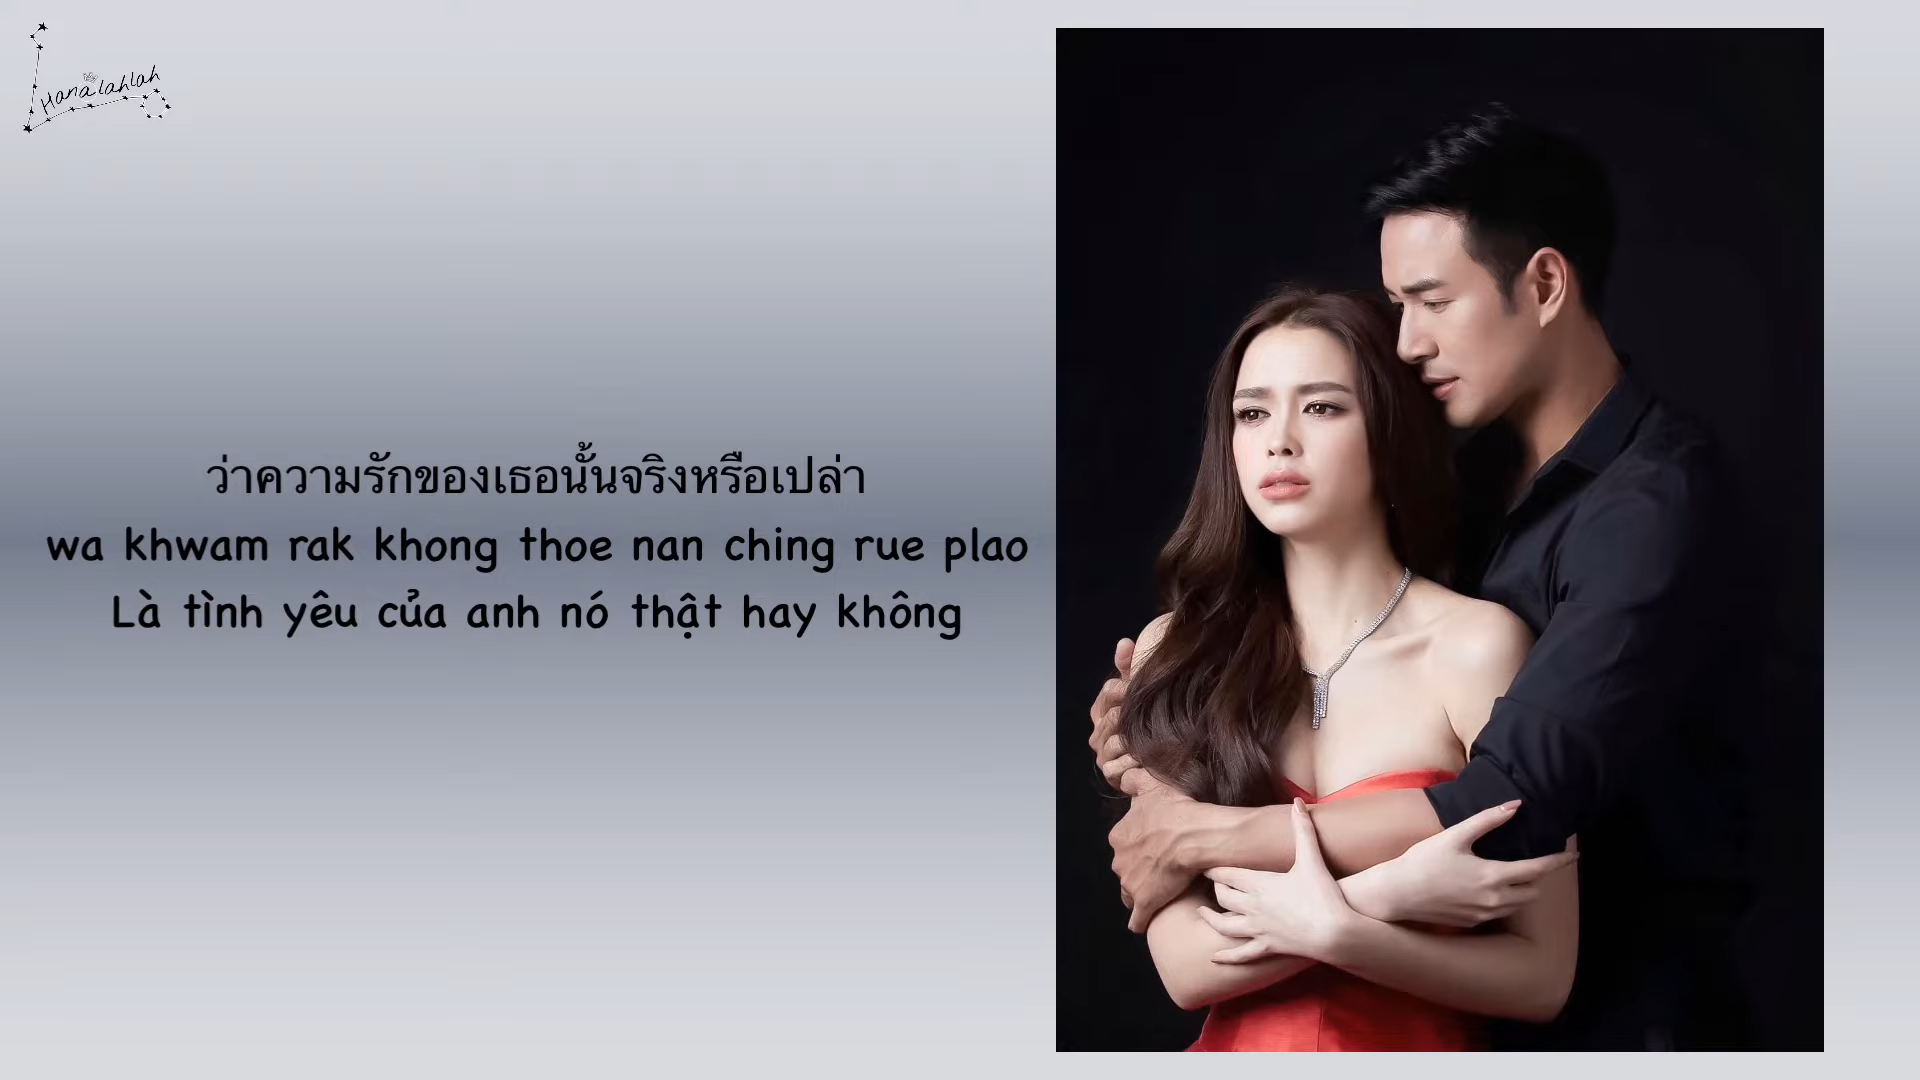 Hanalahlah
ว่าความรักของเธอนั้นจริงหรือเปล่า
wa khwam rak khong thoe nan ching rue plao
Là tình yêu của anh nó thật hay không